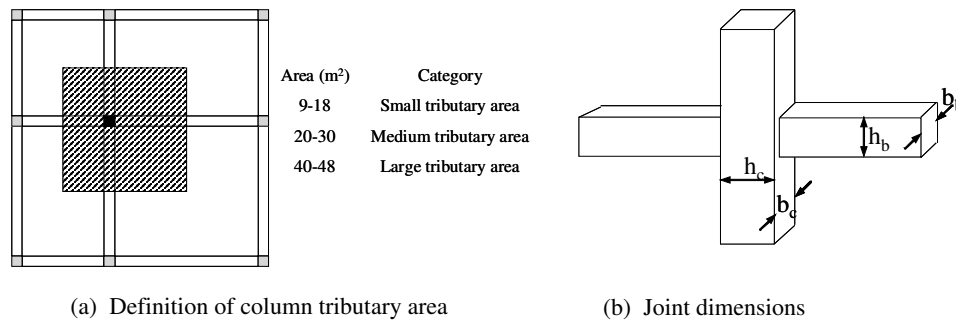 Area (m²) Category
9-18 Small tributary area
20-30 Medium tributary area
40-48 Large tributary area
h_c
b_c
h_b
(a) Definition of column tributary area
(b) Joint dimensions